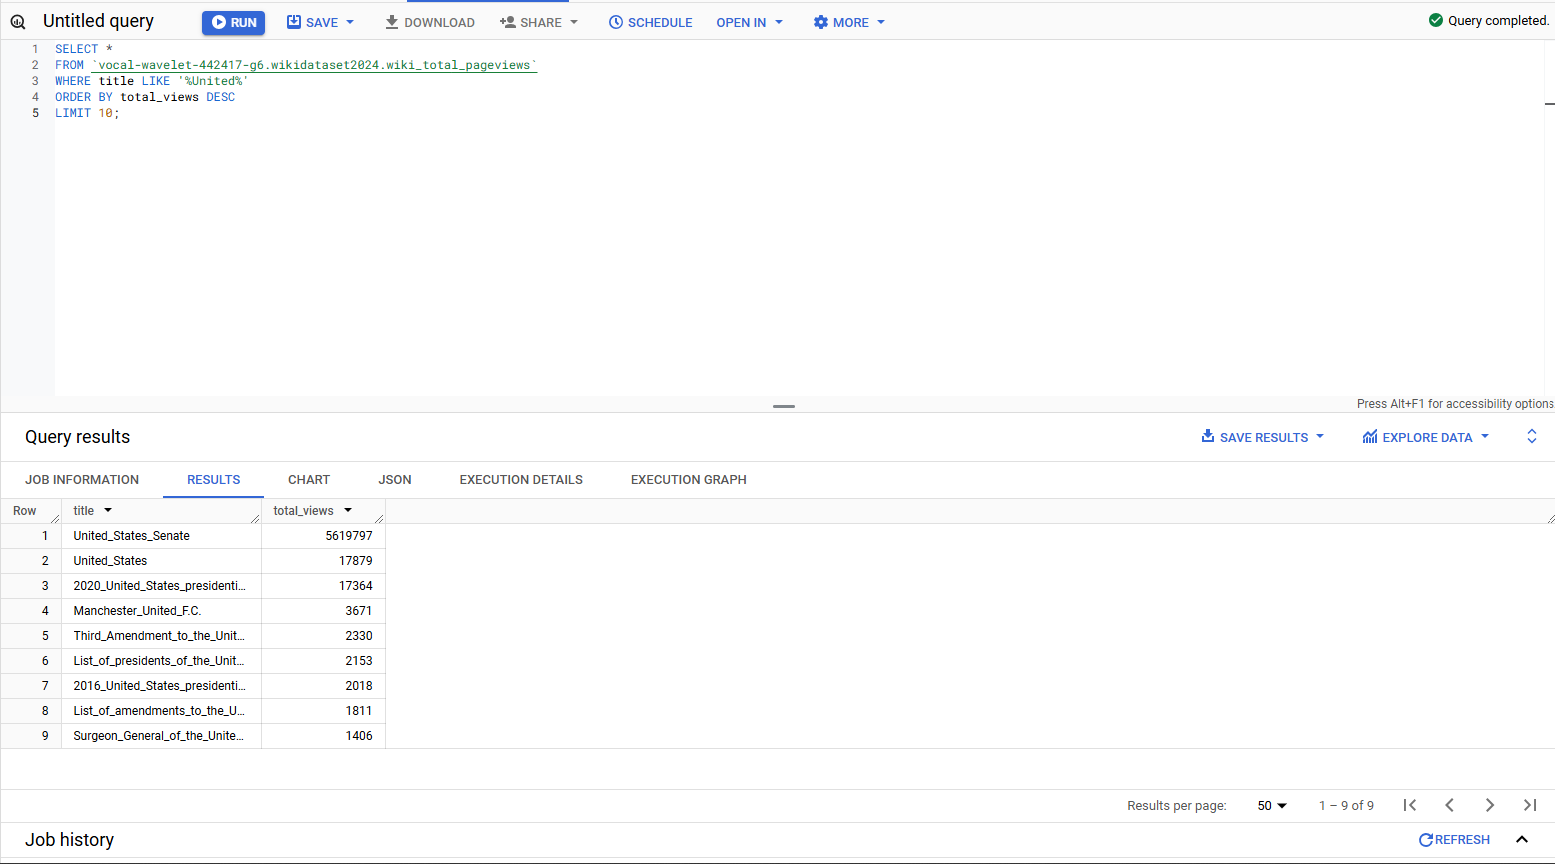 Untitled query RUN SAVE DOWNLOAD SHARE SCHEDULE OPEN IN MORE Query completed.
1 SELECT *
2 FROM `vocal-wavelet-442417-g6.wikidataset2024.wiki_total_pageviews`
3 WHERE title LIKE '%United%'
4 ORDER BY total_views DESC
5 LIMIT 10;
Press Alt+F1 for accessibility options
Query results SAVE RESULTS EXPLORE DATA
JOB INFORMATION RESULTS CHART JSON EXECUTION DETAILS EXECUTION GRAPH
Row title total_views
1 United_States_Senate 5619797
2 United_States 17879
3 2020_United_States_presidenti... 17364
4 Manchester_United_F.C. 3671
5 Third_Amendment_to_the_Unit... 2330
6 List_of_presidents_of_the_Unit... 2153
7 2016_United_States_presidenti... 2018
8 List_of_amendments_to_the_U... 1811
9 Surgeon_General_of_the_Unite... 1406
Results per page: 50 1 – 9 of 9
Job history REFRESH